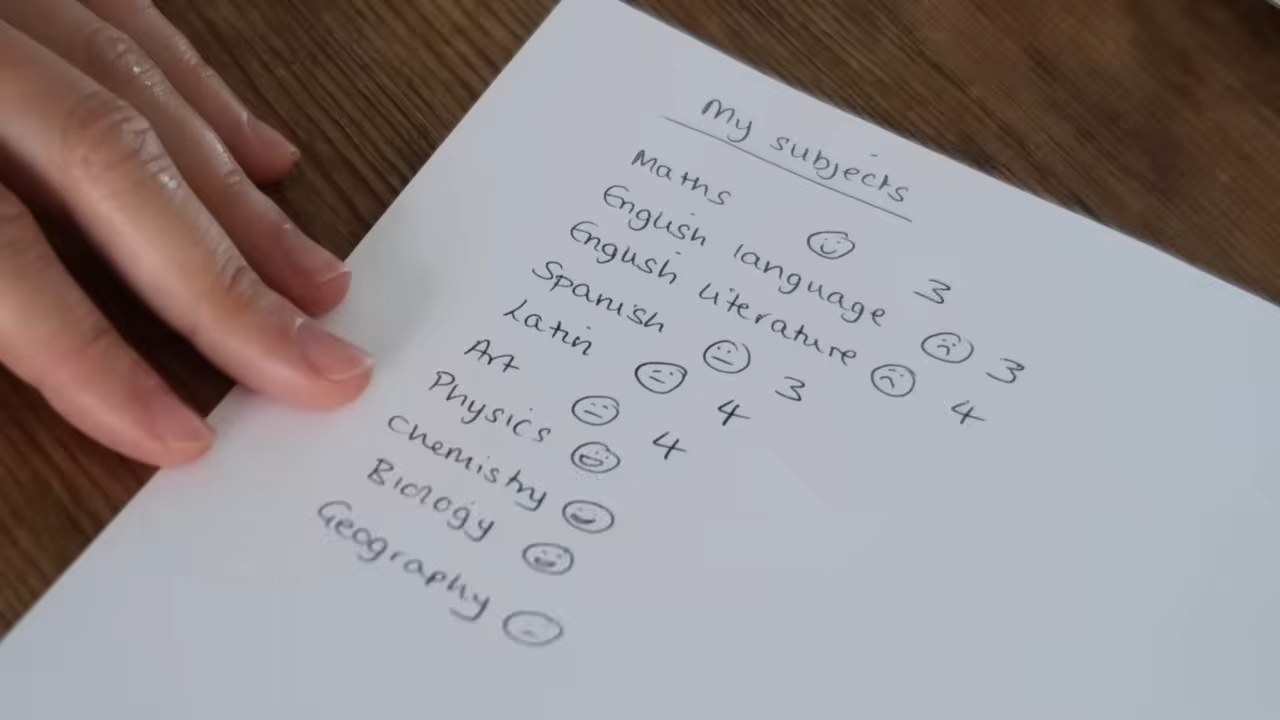 My subjects
Maths 3
English language 3
English literature 4
Spanish 3
Latin 4
Art 4
Physics
Chemistry
Biology
Geography